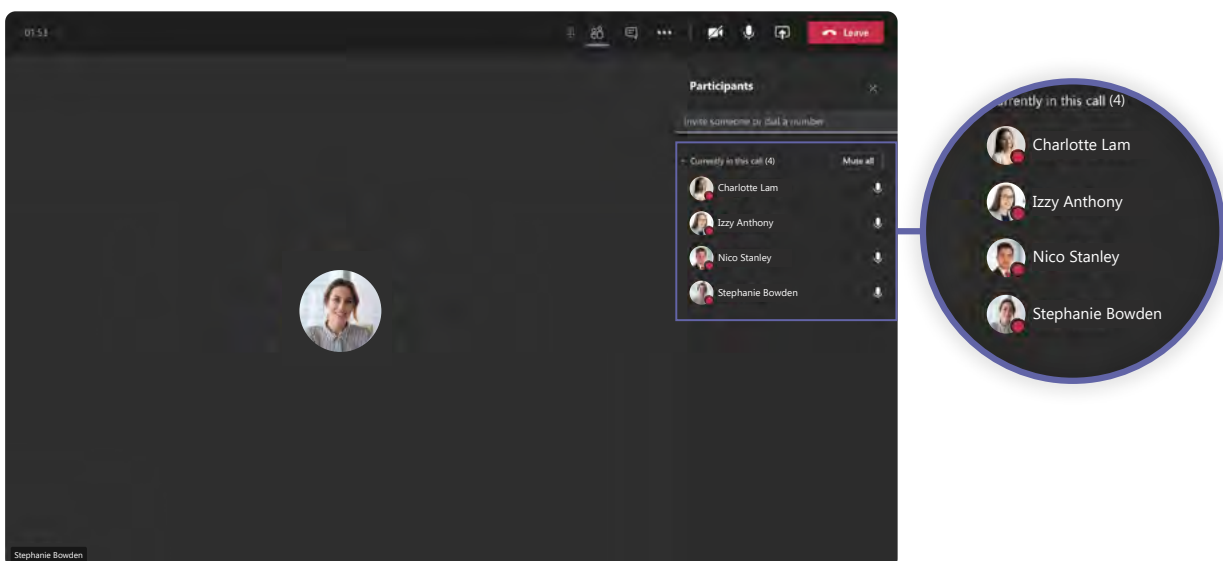 01:53
Leave
Participants
Invite someone or dial a number
Currently in this call (4)
Mute all
Charlotte Lam
Izzy Anthony
Nico Stanley
Stephanie Bowden
Stephanie Bowden
Currently in this call (4)
Charlotte Lam
Izzy Anthony
Nico Stanley
Stephanie Bowden